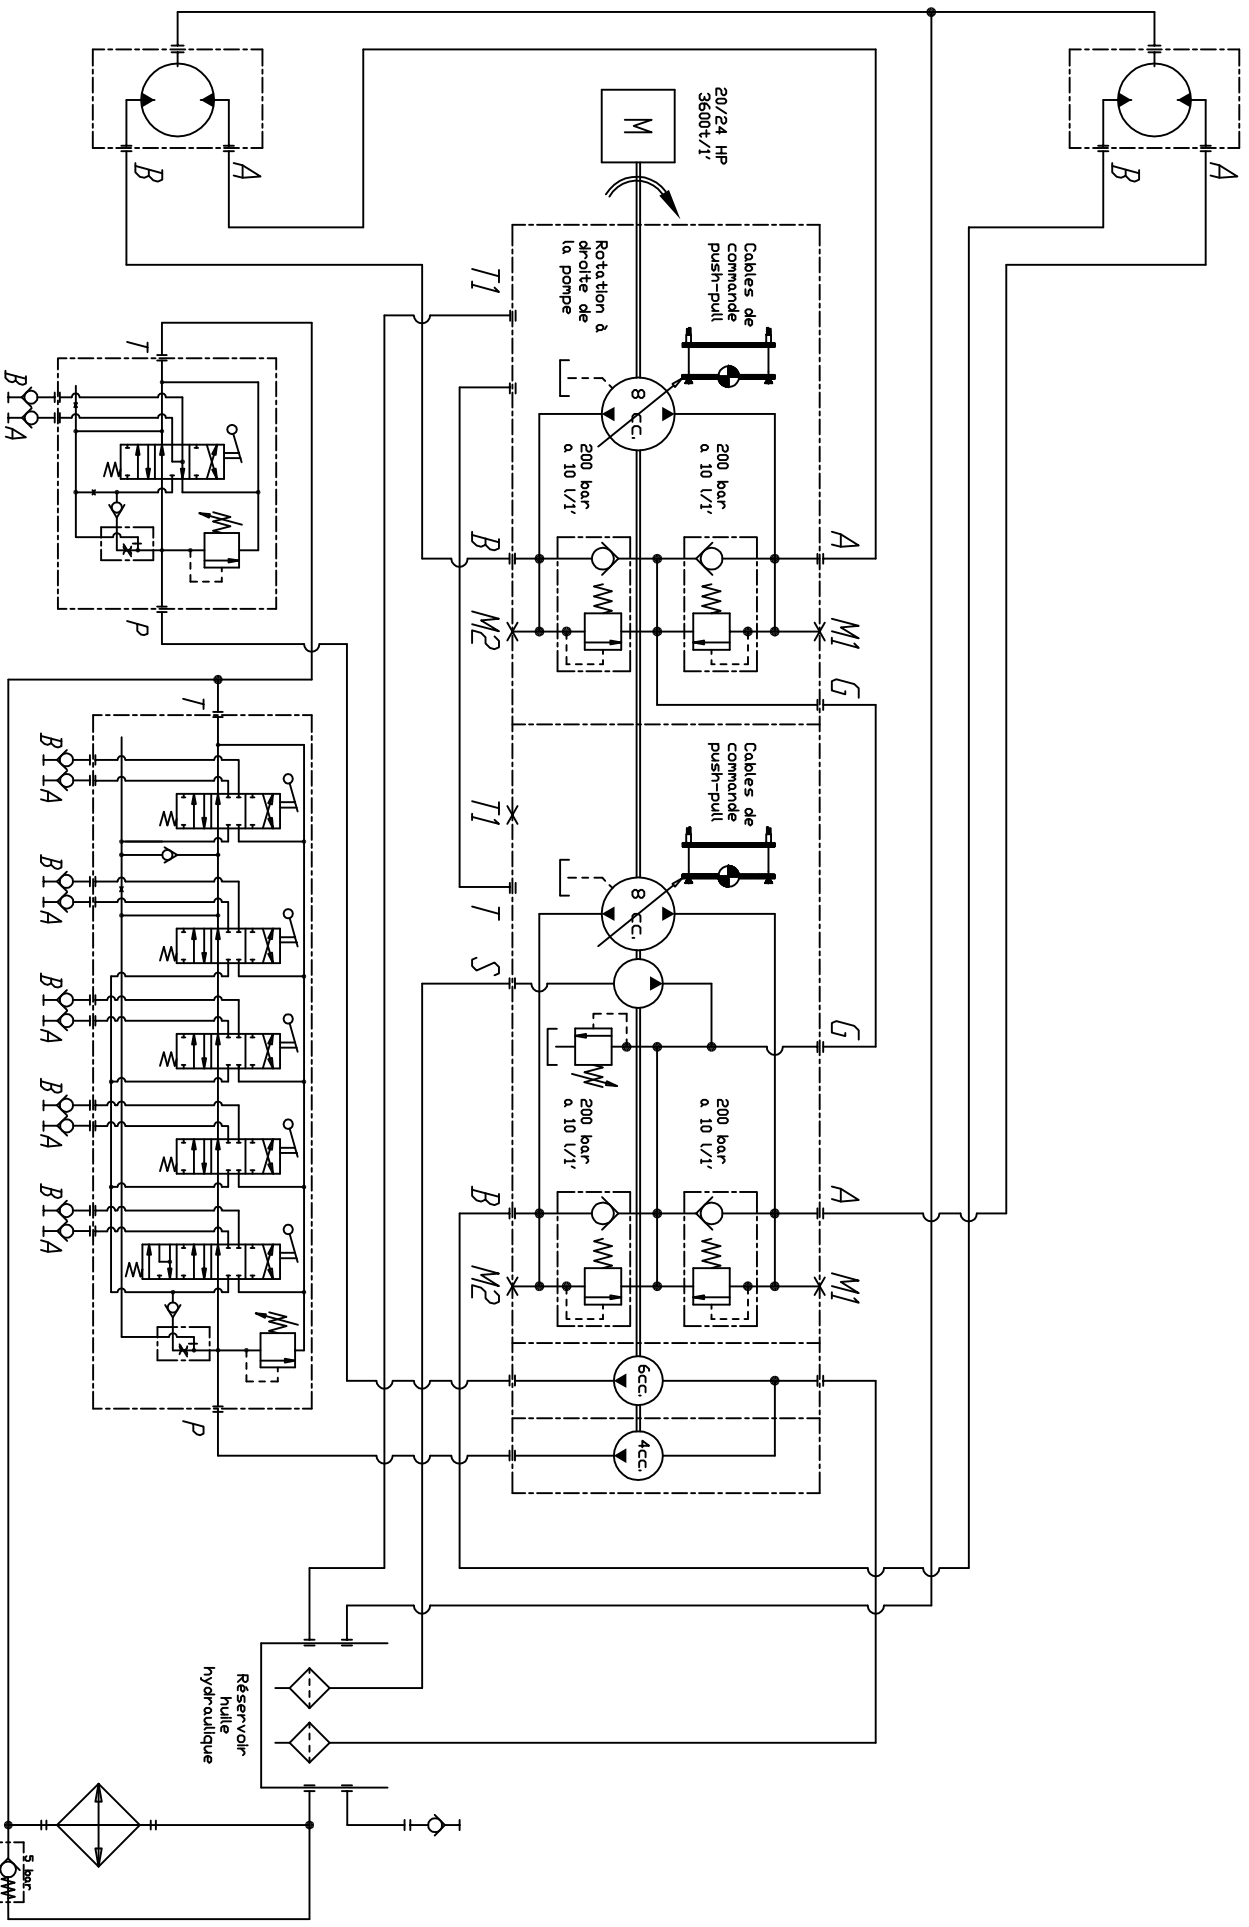 20/24 HP
3600t/1'
M
A
B
A
B
Cables de
commande
push-pull
Rotation à
droite de
la pompe
T1
8 cc.
200 bar
a 10 l/1'
200 bar
a 10 l/1'
A
M1
G
B
M2
Cables de
commande
push-pull
T1
T
S
8 cc.
G
200 bar
a 10 l/1'
200 bar
a 10 l/1'
A
M1
B
M2
6cc.
4cc.
T
B
A
P
T
B
A
B
A
B
A
B
A
B
A
P
Réservoir
huile
hydraulique
5 bar